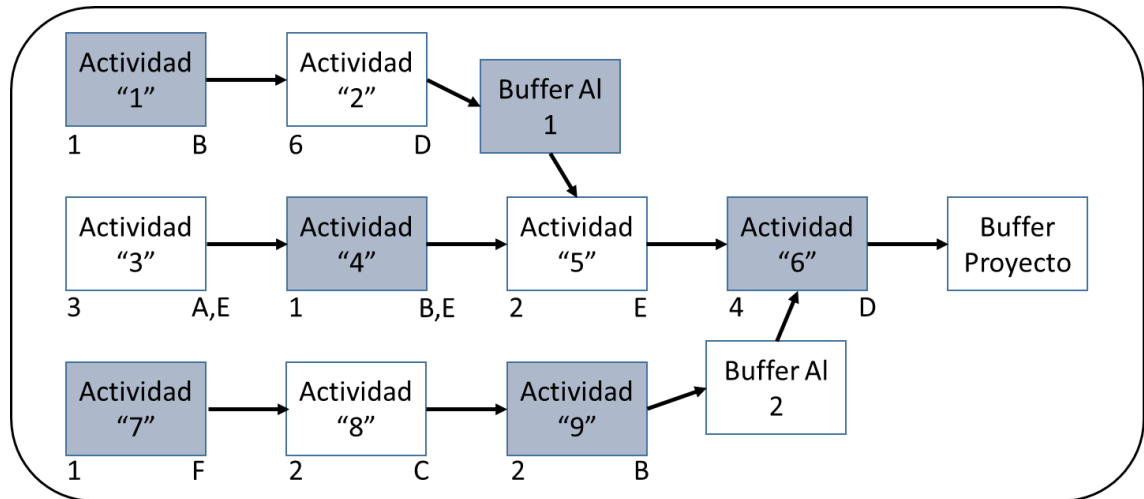 Actividad
“1”
1
B
Actividad
“2”
6
D
Buffer Al
1
Actividad
“3”
3
A,E
Actividad
“4”
1
B,E
Actividad
“5”
2
E
Actividad
“6”
4
D
Buffer
Proyecto
Actividad
“7”
1
F
Actividad
“8”
2
C
Actividad
“9”
2
B
Buffer Al
2